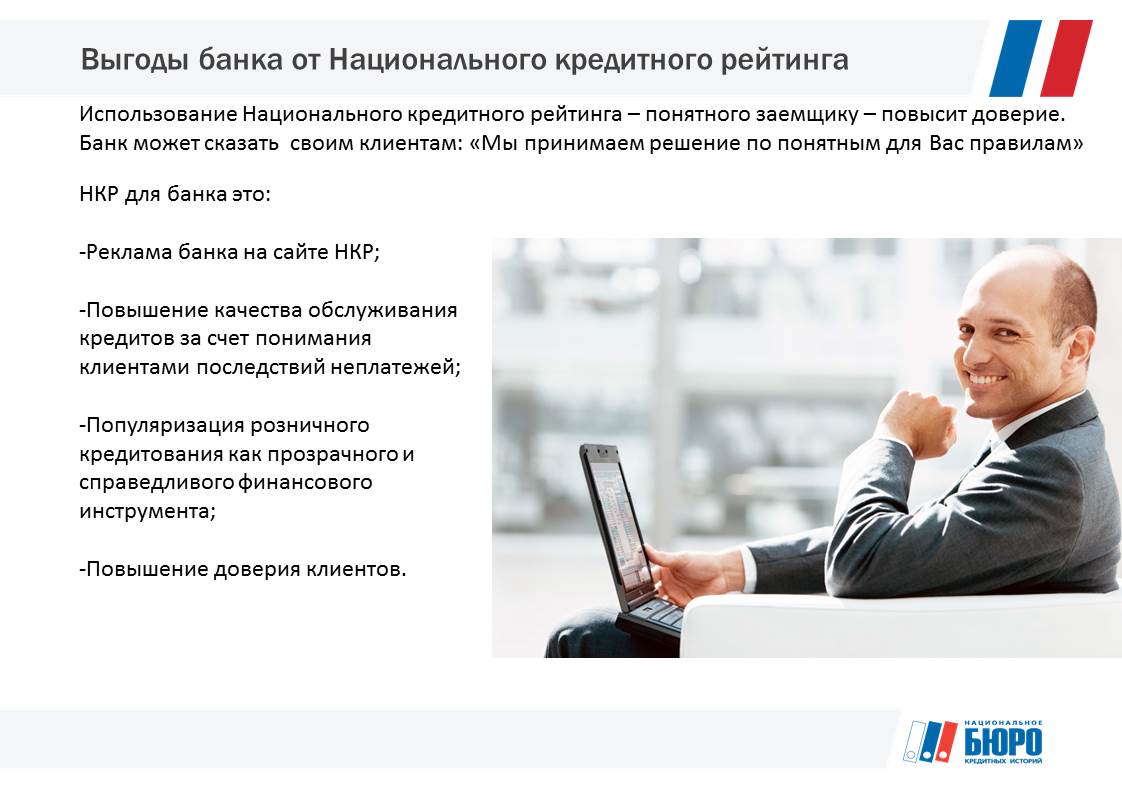 Выгоды банка от Национального кредитного рейтинга
Использование Национального кредитного рейтинга – понятного заемщику – повысит доверие.
Банк может сказать  своим клиентам: «Мы принимаем решение по понятным для Вас правилам»
НКР для банка это:
-Реклама банка на сайте НКР;
-Повышение качества обслуживания
кредитов за счет понимания
клиентами последствий неплатежей;
-Популяризация розничного
кредитования как прозрачного и
справедливого финансового
инструмента;
-Повышение доверия клиентов.
НАЦИОНАЛЬНОЕ
БЮРО
КРЕДИТНЫХ ИСТОРИЙ